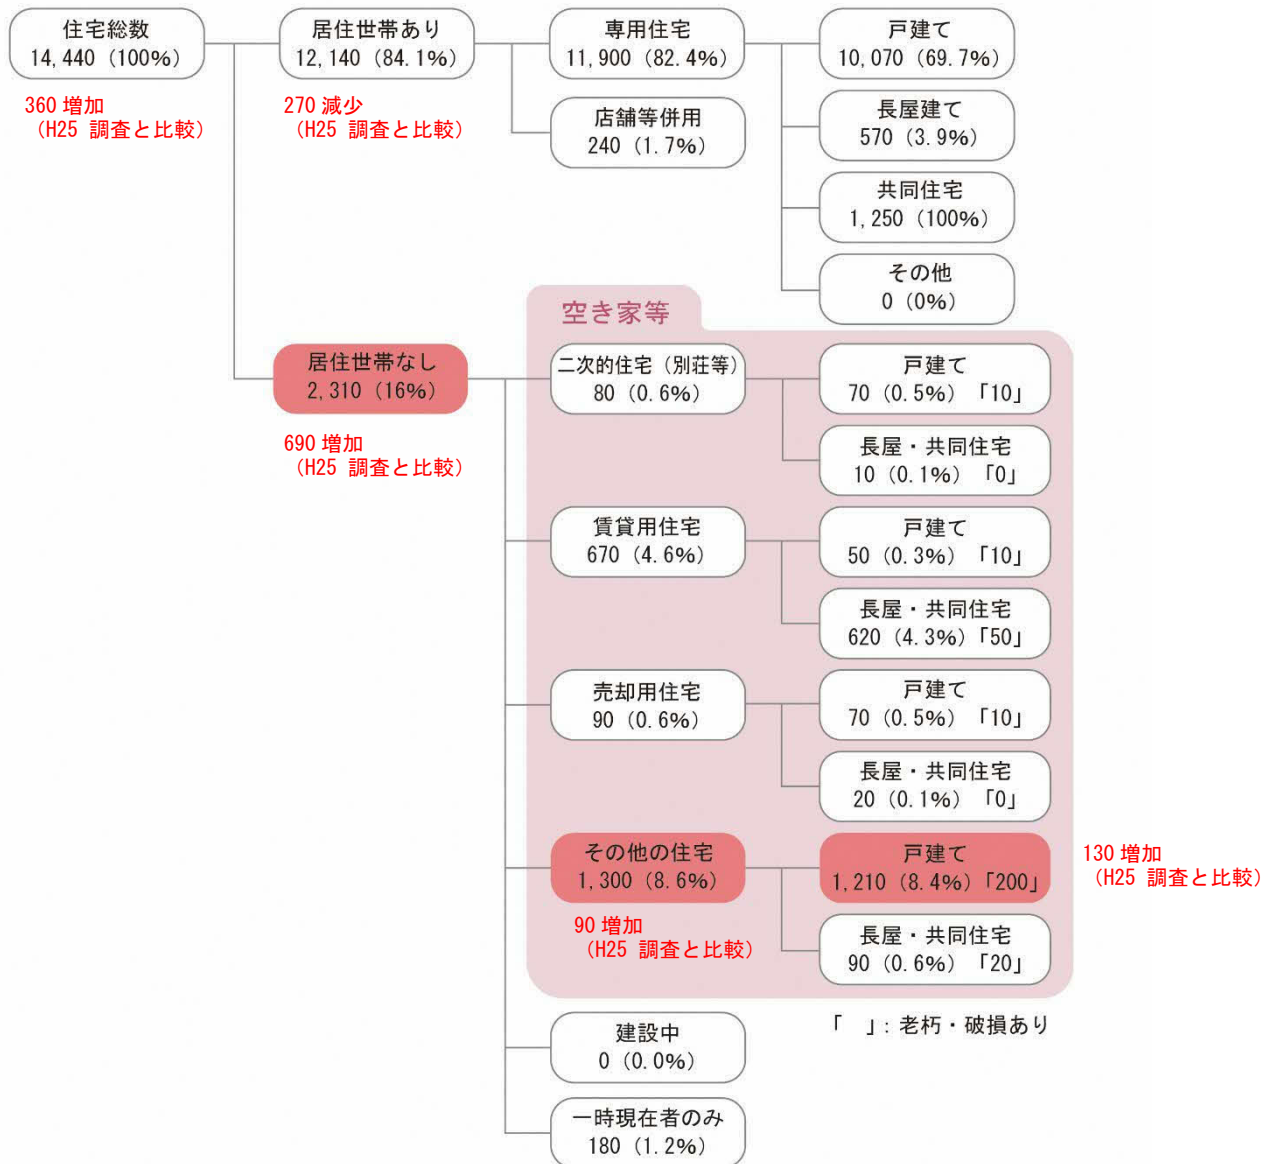 住宅総数
14,440（100%）
360 増加
（H25 調査と比較）
居住世帯あり
12,140（84.1%）
270 減少
（H25 調査と比較）
専用住宅
11,900（82.4%）
店舗等併用
240（1.7%）
戸建て
10,070（69.7%）
長屋建て
570（3.9%）
共同住宅
1,250（100%）
その他
0（0%）
空き家等
居住世帯なし
2,310（16%）
690 増加
（H25 調査と比較）
二次的住宅（別荘等）
80（0.6%）
戸建て
70（0.5%）「10」
長屋・共同住宅
10（0.1%）「0」
賃貸用住宅
670（4.6%）
戸建て
50（0.3%）「10」
長屋・共同住宅
620（4.3%）「50」
売却用住宅
90（0.6%）
戸建て
70（0.5%）「10」
長屋・共同住宅
20（0.1%）「0」
その他の住宅
1,300（8.6%）
90 増加
（H25 調査と比較）
戸建て
1,210（8.4%）「200」
130 増加
（H25 調査と比較）
長屋・共同住宅
90（0.6%）「20」
「　」：老朽・破損あり
建設中
0（0.0%）
一時現在者のみ
180（1.2%）